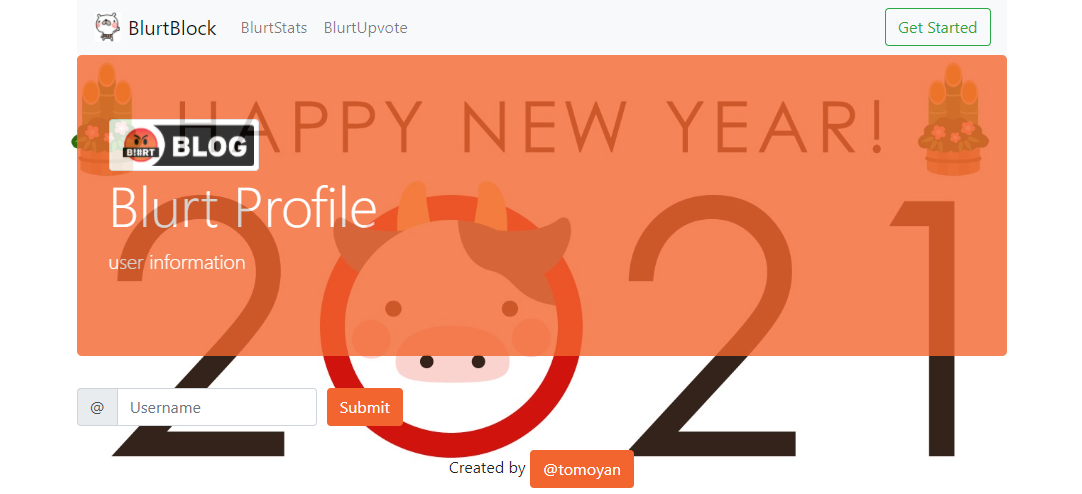 BlurtBlock BlurtStats BlurtUpvote Get Started
HAPPY NEW YEAR!
BLURT BLOG
Blurt Profile
user information
2021
@ Username Submit
Created by @tomoyan